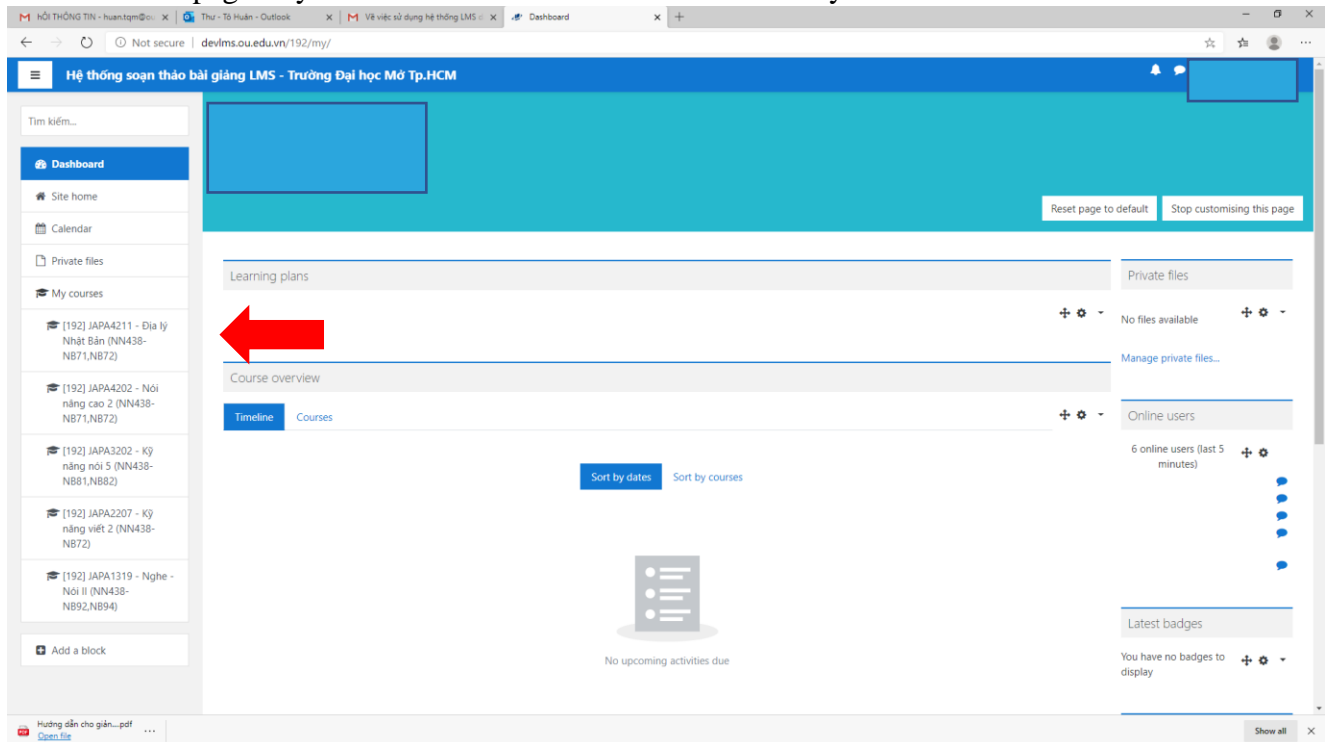 HỒI THÔNG TIN - huan.tqm@ou
Thư - Tô Huấn - Outlook
Về việc sử dụng hệ thống LMS c
Dashboard
Not secure
devlms.ou.edu.vn/192/my/
Hệ thống soạn thảo bài giảng LMS - Trường Đại học Mở Tp.HCM
Tìm kiếm...
Dashboard
Site home
Calendar
Private files
My courses
[192] JAPA4211 - Địa lý
Nhật Bản (NN438-
NB71,NB72)
[192] JAPA4202 - Nói
nâng cao 2 (NN438-
NB71,NB72)
[192] JAPA3202 - Kỹ
năng nói 5 (NN438-
NB81,NB82)
[192] JAPA2207 - Kỹ
năng viết 2 (NN438-
NB72)
[192] JAPA1319 - Nghe -
Nói II (NN438-
NB92,NB94)
Add a block
Reset page to default
Stop customising this page
Learning plans
Course overview
Timeline
Courses
Sort by dates
Sort by courses
No upcoming activities due
Private files
No files available
Manage private files...
Online users
6 online users (last 5
minutes)
Latest badges
You have no badges to
display
Hướng dẫn cho giản....pdf
Open file
Show all